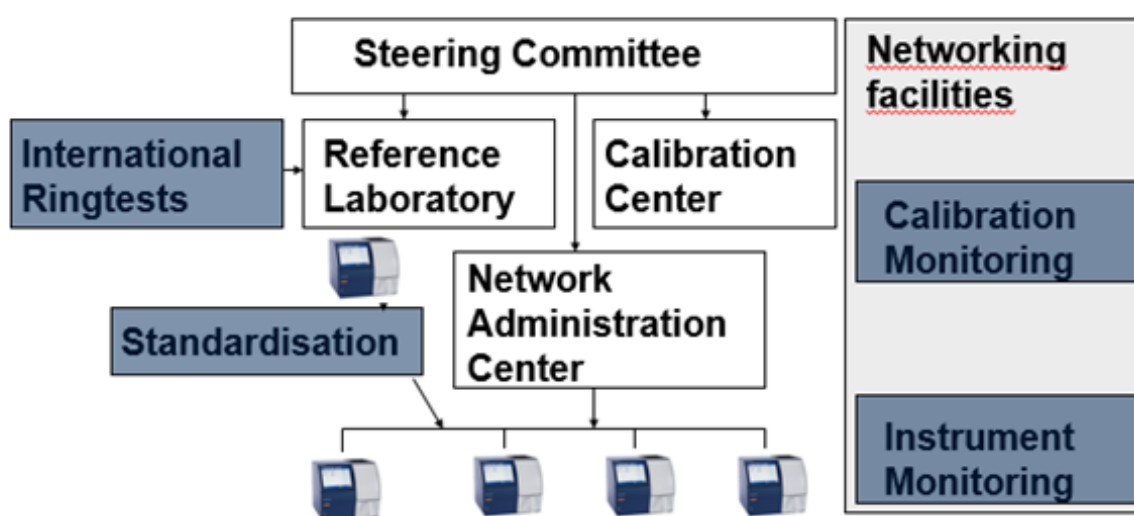 Steering Committee
Networking
facilities
International
Ringtests
Reference
Laboratory
Calibration
Center
Calibration
Monitoring
Network
Administration
Center
Standardisation
Instrument
Monitoring